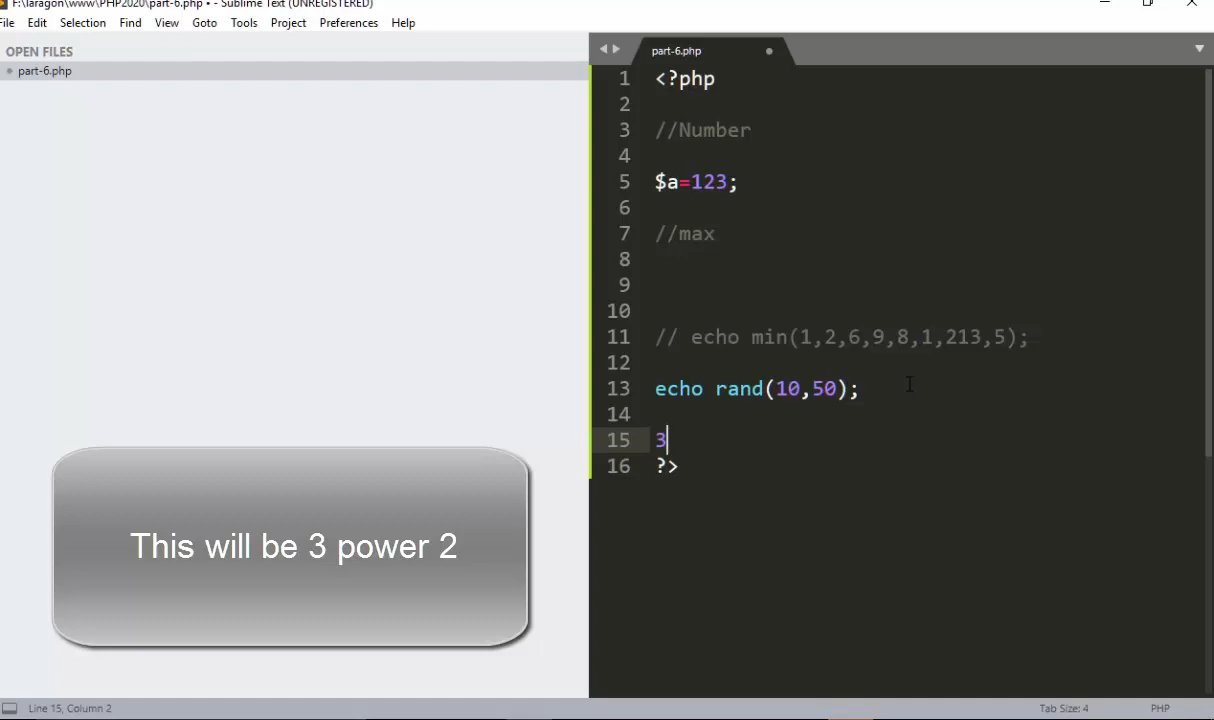 F:\laragon\www\PHP2020\part-6.php • - Sublime Text (UNREGISTERED)
File Edit Selection Find View Goto Tools Project Preferences Help
OPEN FILES
part-6.php
part-6.php
1 <?php
2
3 //Number
4
5 $a=123;
6
7 //max
8
9
10
11 // echo min(1,2,6,9,8,1,213,5);
12
13 echo rand(10,50);
14
15 3
16 ?>
This will be 3 power 2
Line 15, Column 2 Tab Size: 4 PHP